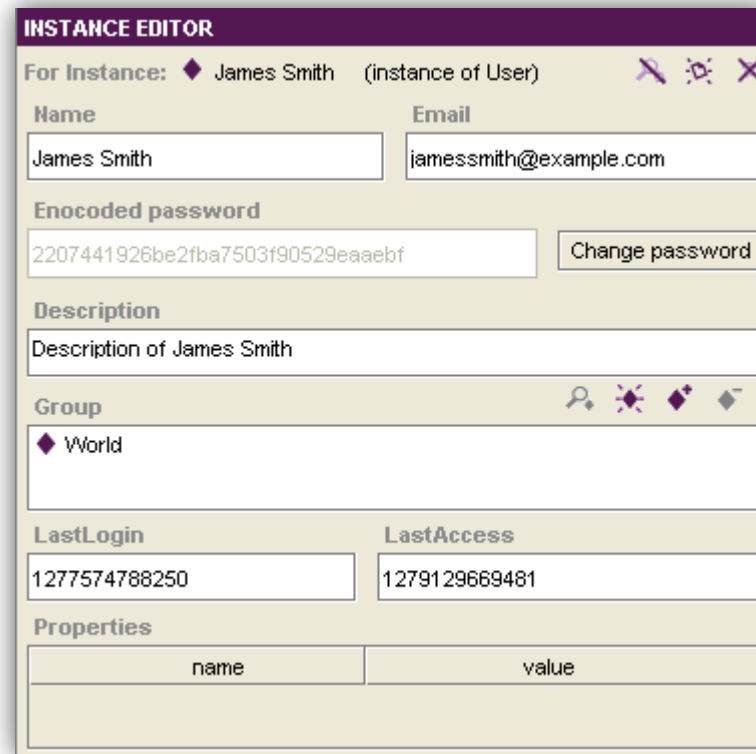 INSTANCE EDITOR
For Instance: James Smith (instance of User)
Name Email
James Smith jamessmith@example.com
Enocoded password
2207441926be2fba7503f90529eaaebf Change password
Description
Description of James Smith
Group
World
LastLogin LastAccess
1277574788250 1279129669481
Properties
name value